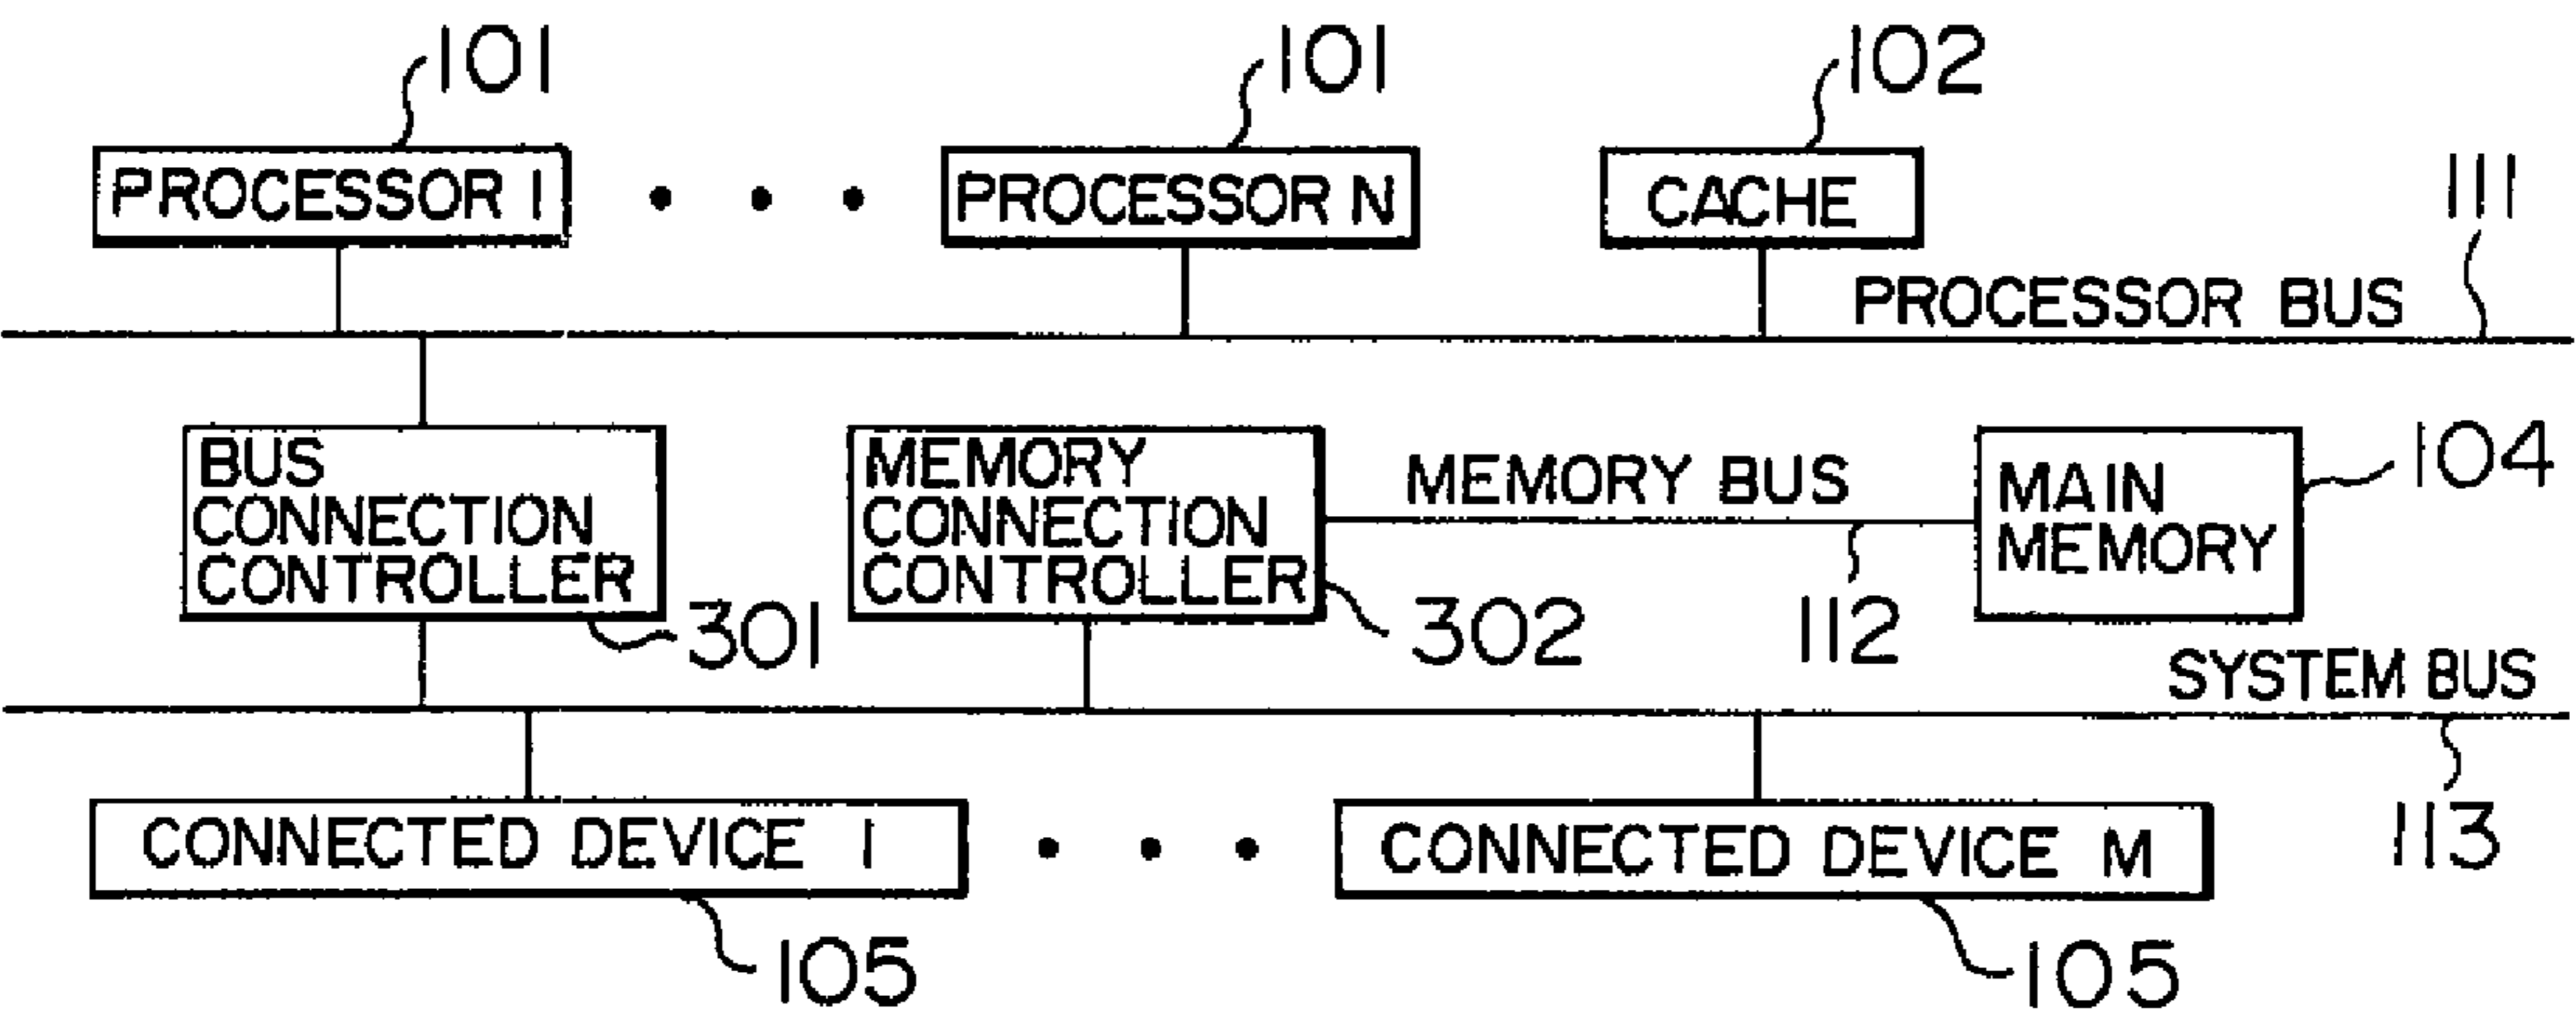 101
101
102
PROCESSOR 1
PROCESSOR N
CACHE
111
PROCESSOR BUS
BUS
CONNECTION
CONTROLLER
301
MEMORY
CONNECTION
CONTROLLER
302
MEMORY BUS
112
MAIN
MEMORY
104
SYSTEM BUS
113
CONNECTED DEVICE 1
CONNECTED DEVICE M
105
105